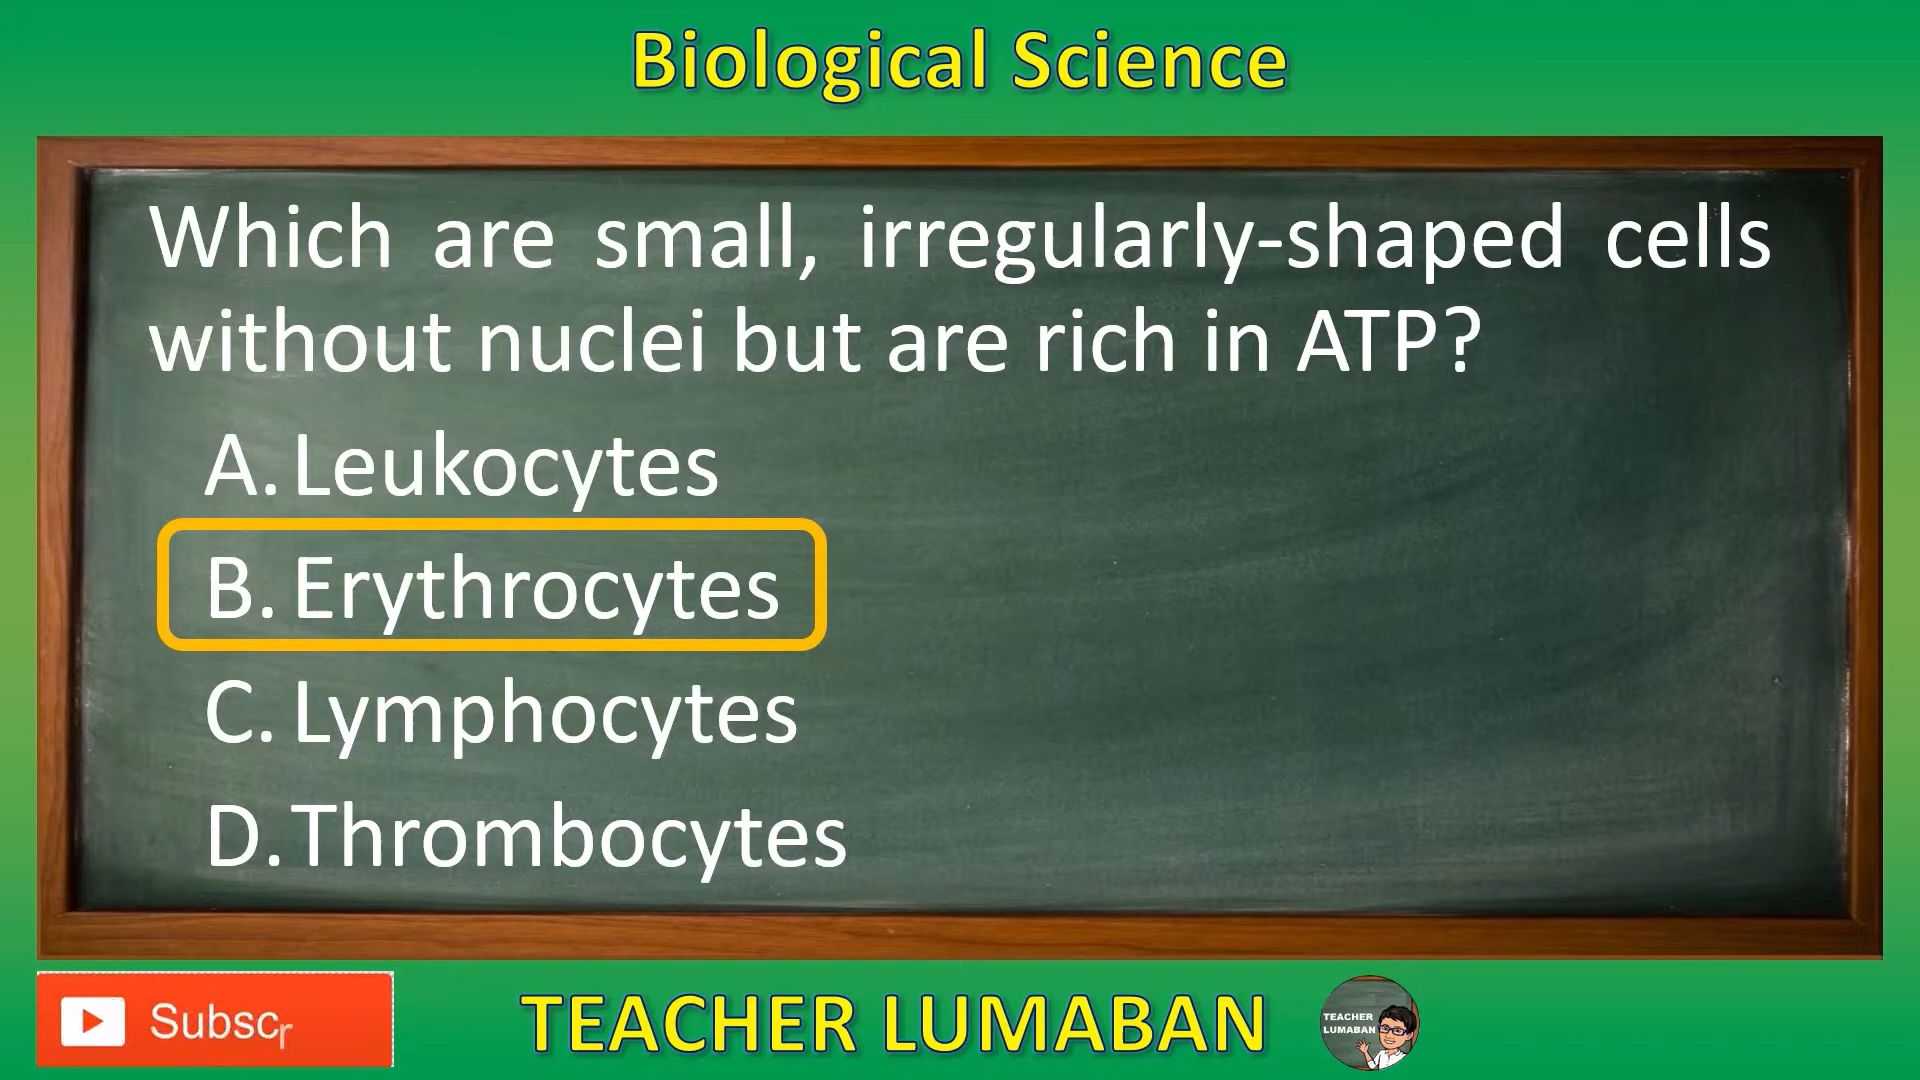 Biological Science
Which are small, irregularly-shaped cells
without nuclei but are rich in ATP?
A. Leukocytes
B. Erythrocytes
C. Lymphocytes
D. Thrombocytes
Subscr
TEACHER LUMABAN
TEACHER
LUMABAN